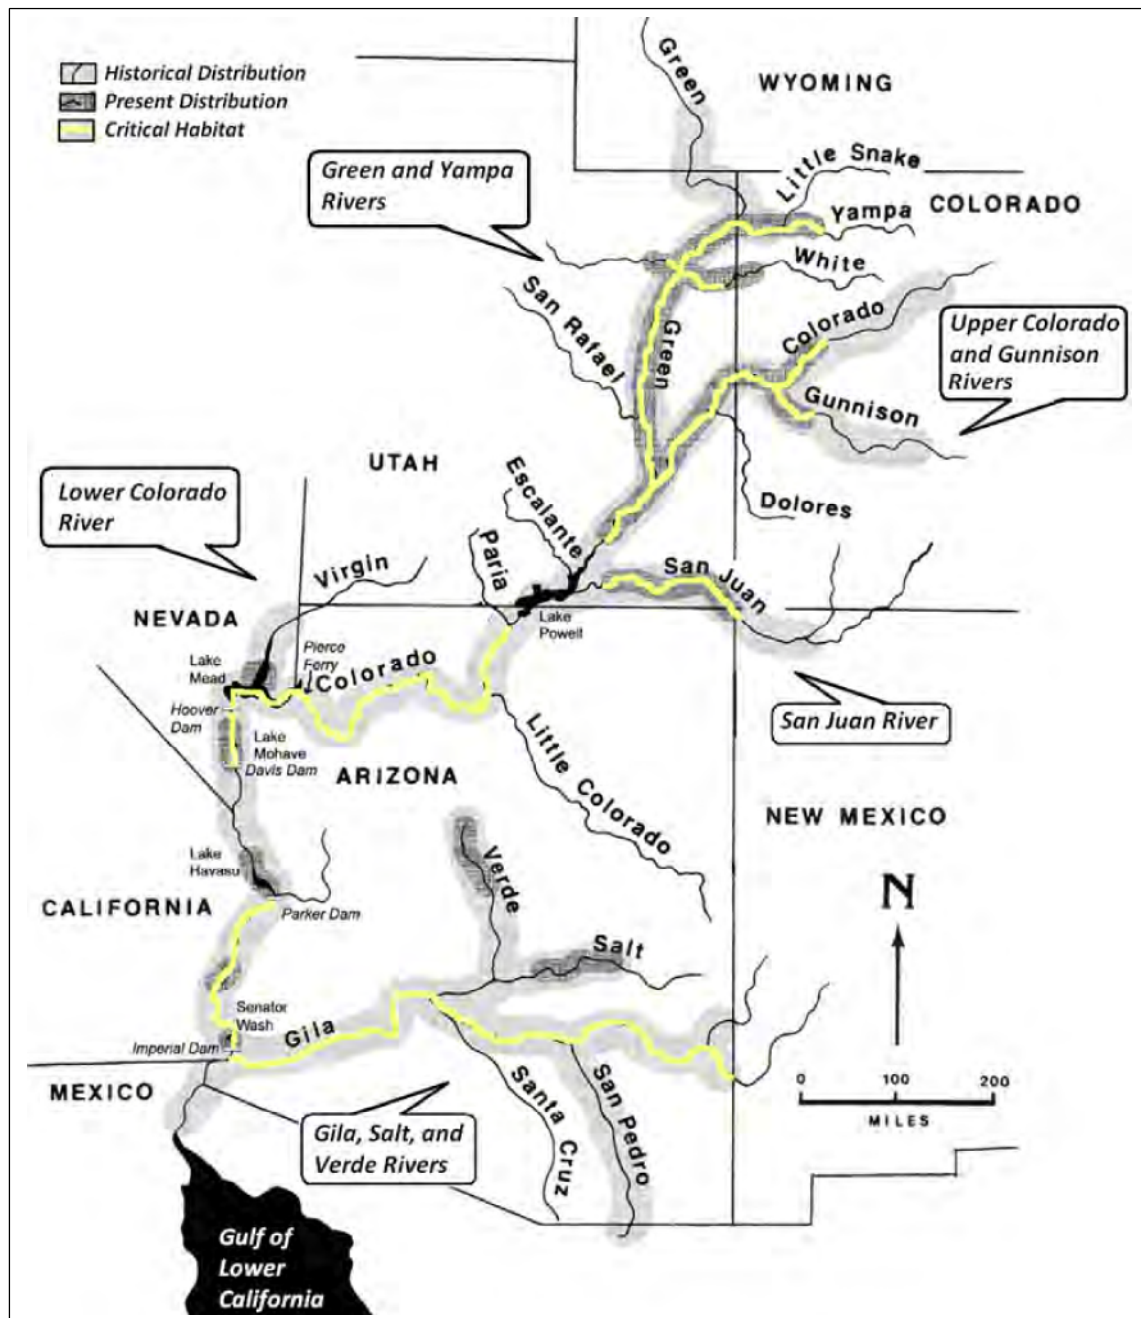 Historical Distribution
Present Distribution
Critical Habitat
Green
WYOMING
Green and Yampa
Rivers
Little Snake
Yampa
COLORADO
White
San Rafael
Green
Colorado
Upper Colorado
and Gunnison
Rivers
Gunnison
UTAH
Lower Colorado
River
Escalante
Dolores
Paria
Virgin
San Juan
NEVADA
Lake
Powell
Pierce
Ferry
Lake
Mead
Colorado
Hoover
Dam
San Juan River
Lake
Mohave
Davis Dam
ARIZONA
Little Colorado
NEW MEXICO
Verde
Lake
Havasu
N
CALIFORNIA
Parker Dam
Salt
Senator
Wash
Gila
Imperial Dam
MEXICO
Santa Cruz
San Pedro
0 100 200
MILES
Gila, Salt, and
Verde Rivers
Gulf of
Lower
California